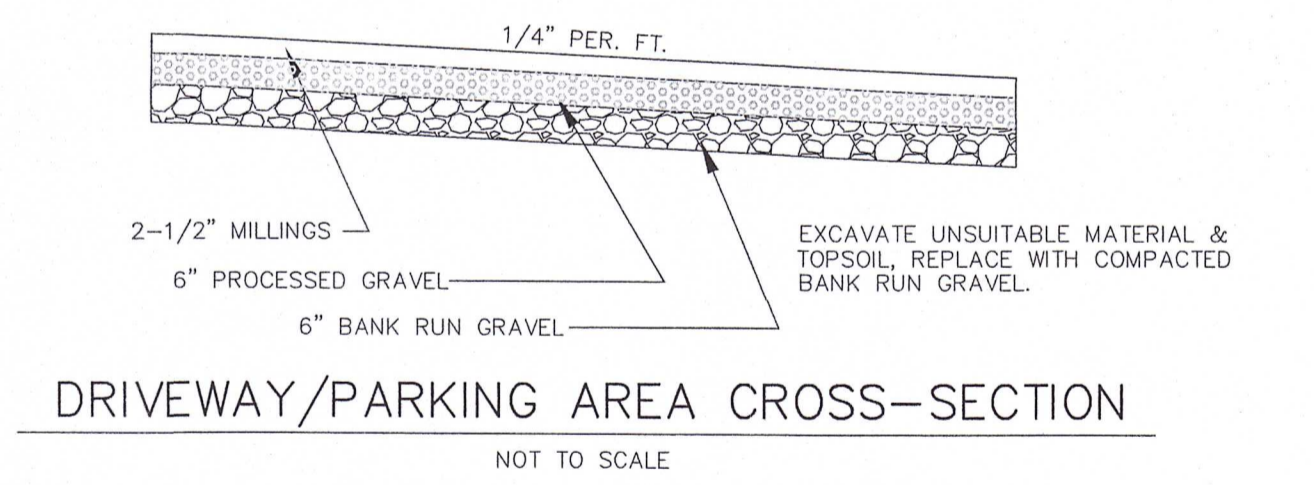 1/4" PER. FT.
2-1/2" MILLINGS
6" PROCESSED GRAVEL
6" BANK RUN GRAVEL
EXCAVATE UNSUITABLE MATERIAL &
TOPSOIL, REPLACE WITH COMPACTED
BANK RUN GRAVEL.
DRIVEWAY/PARKING AREA CROSS-SECTION
NOT TO SCALE